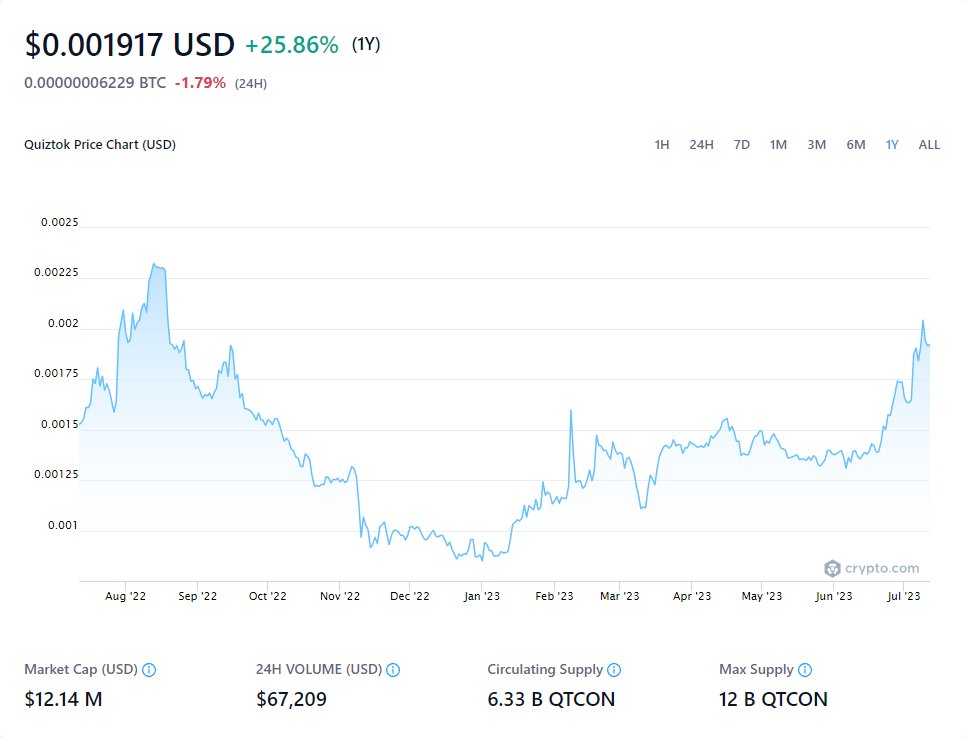 $0.001917 USD +25.86% (1Y)
0.00000006229 BTC -1.79% (24H)
Quiztok Price Chart (USD) 1H 24H 7D 1M 3M 6M 1Y ALL
0.0025
0.00225
0.002
0.00175
0.0015
0.00125
0.001
crypto.com
Aug '22 Sep '22 Oct '22 Nov '22 Dec '22 Jan '23 Feb '23 Mar '23 Apr '23 May '23 Jun '23 Jul '23
Market Cap (USD) 24H VOLUME (USD) Circulating Supply Max Supply
$12.14 M $67,209 6.33 B QTCON 12 B QTCON